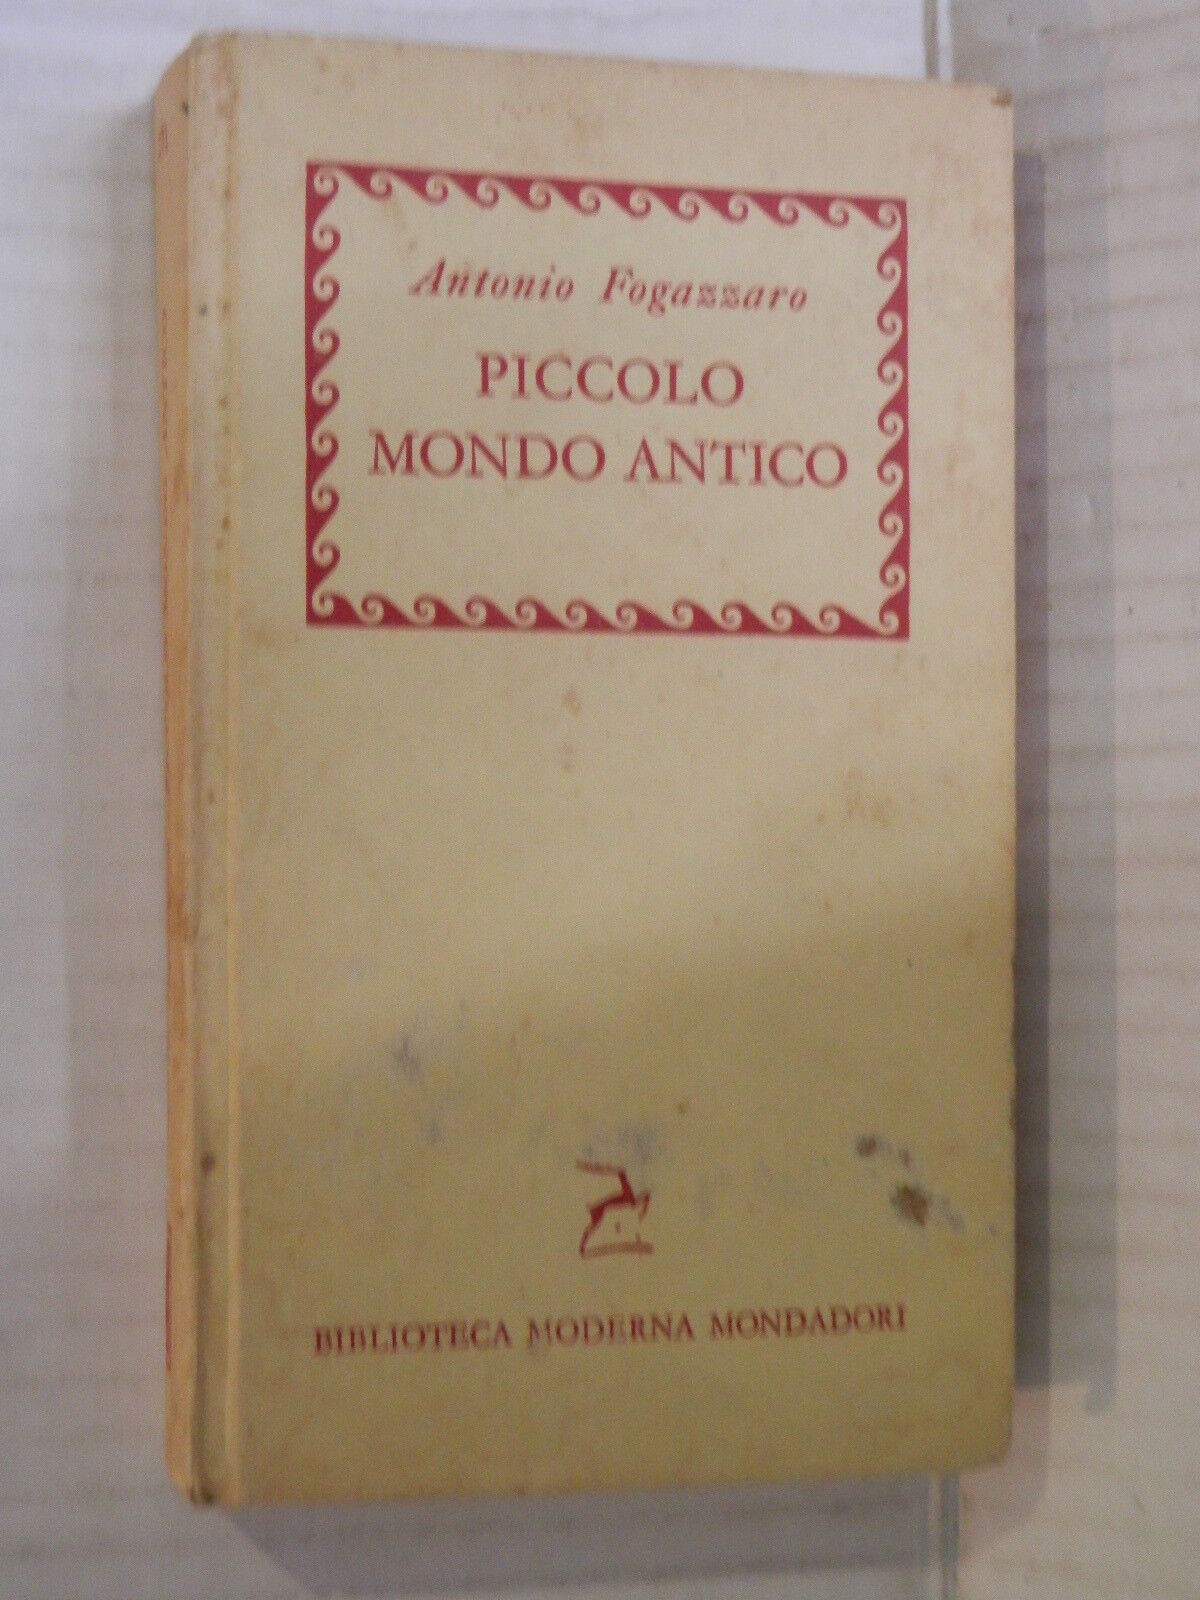 Antonio Fogazzaro
PICCOLO
MONDO ANTICO
BIBLIOTECA MODERNA MONDADORI